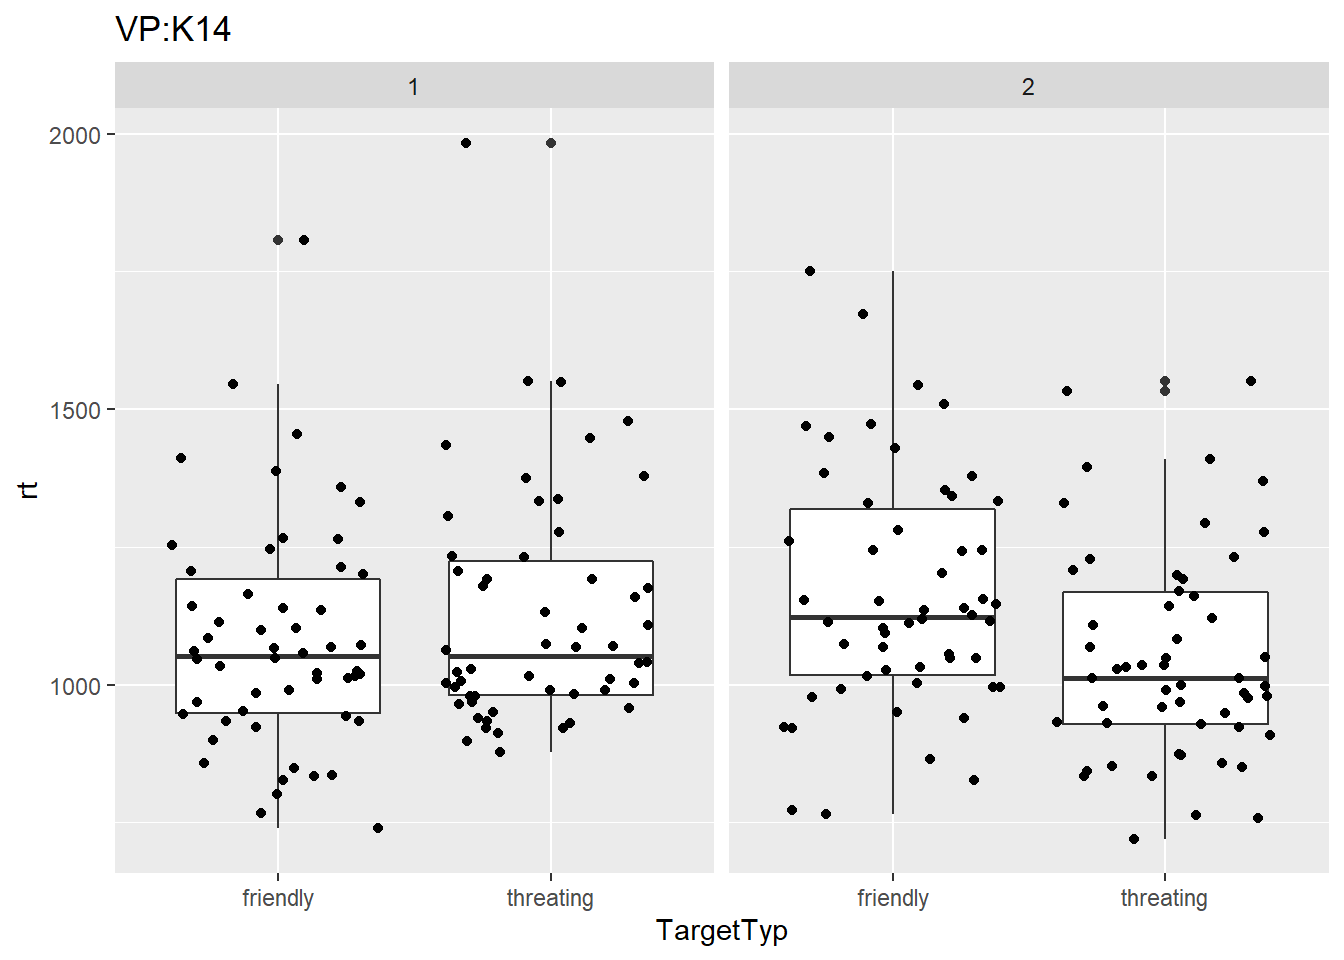 VP:K14
1 2
2000
1500
1000
rt
friendly threating friendly threating
TargetTyp